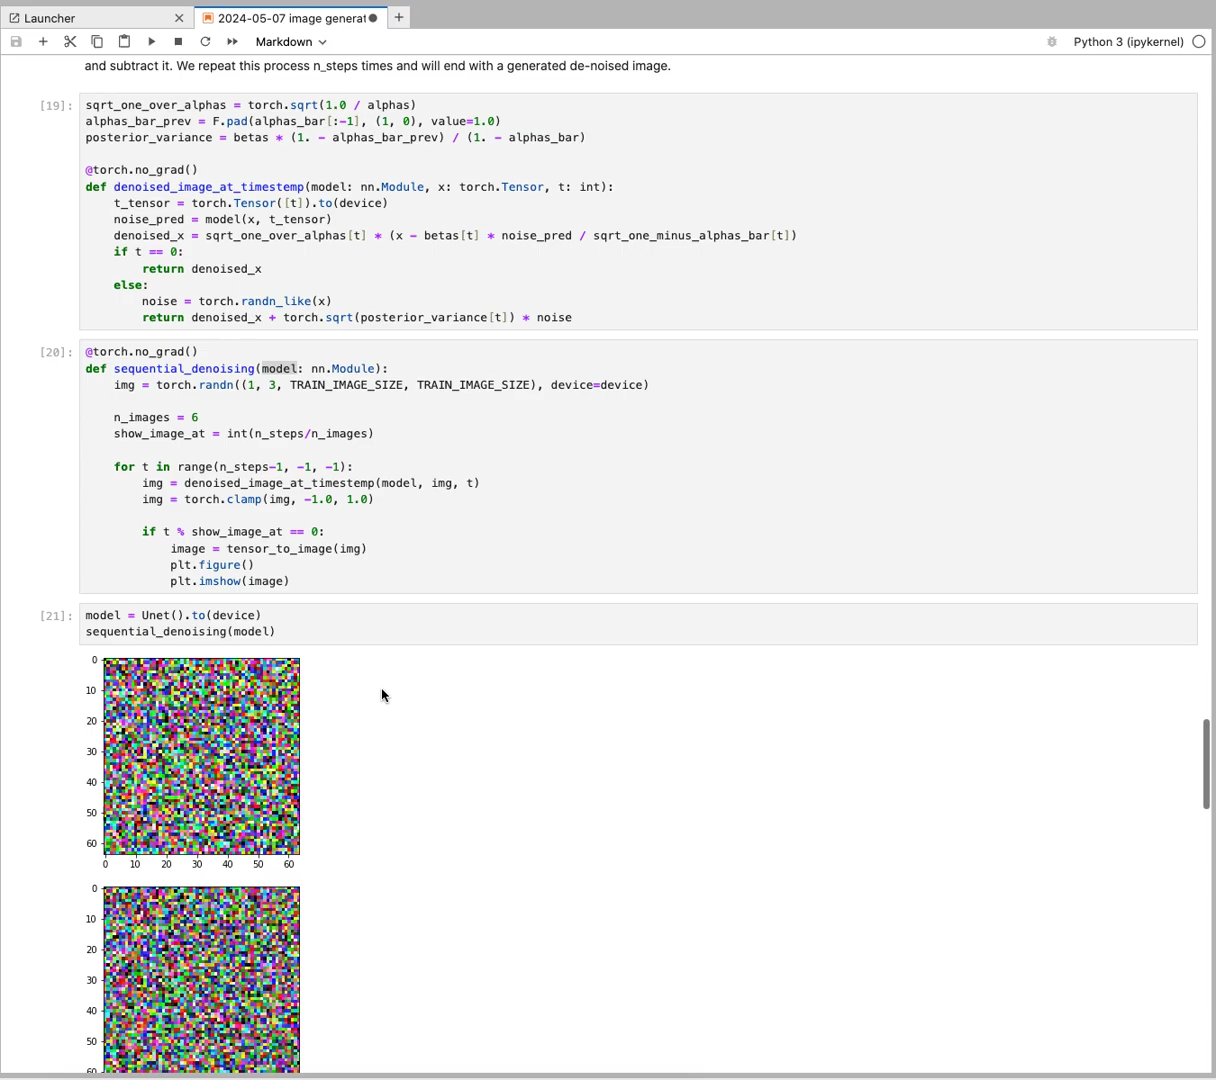 Launcher
2024-05-07 image generat
Markdown
Python 3 (ipykernel)
and subtract it. We repeat this process n_steps times and will end with a generated de-noised image.
[19]:
sqrt_one_over_alphas = torch.sqrt(1.0 / alphas)
alphas_bar_prev = F.pad(alphas_bar[:-1], (1, 0), value=1.0)
posterior_variance = betas * (1. - alphas_bar_prev) / (1. - alphas_bar)
@torch.no_grad()
def denoised_image_at_timestemp(model: nn.Module, x: torch.Tensor, t: int):
    t_tensor = torch.Tensor([t]).to(device)
    noise_pred = model(x, t_tensor)
    denoised_x = sqrt_one_over_alphas[t] * (x - betas[t] * noise_pred / sqrt_one_minus_alphas_bar[t])
    if t == 0:
        return denoised_x
    else:
        noise = torch.randn_like(x)
        return denoised_x + torch.sqrt(posterior_variance[t]) * noise
[20]:
@torch.no_grad()
def sequential_denoising(model: nn.Module):
    img = torch.randn((1, 3, TRAIN_IMAGE_SIZE, TRAIN_IMAGE_SIZE), device=device)
    n_images = 6
    show_image_at = int(n_steps/n_images)
    for t in range(n_steps-1, -1, -1):
        img = denoised_image_at_timestemp(model, img, t)
        img = torch.clamp(img, -1.0, 1.0)
        if t % show_image_at == 0:
            image = tensor_to_image(img)
            plt.figure()
            plt.imshow(image)
[21]:
model = Unet().to(device)
sequential_denoising(model)
0
10
20
30
40
50
60
0 10 20 30 40 50 60
0
10
20
30
40
50
60